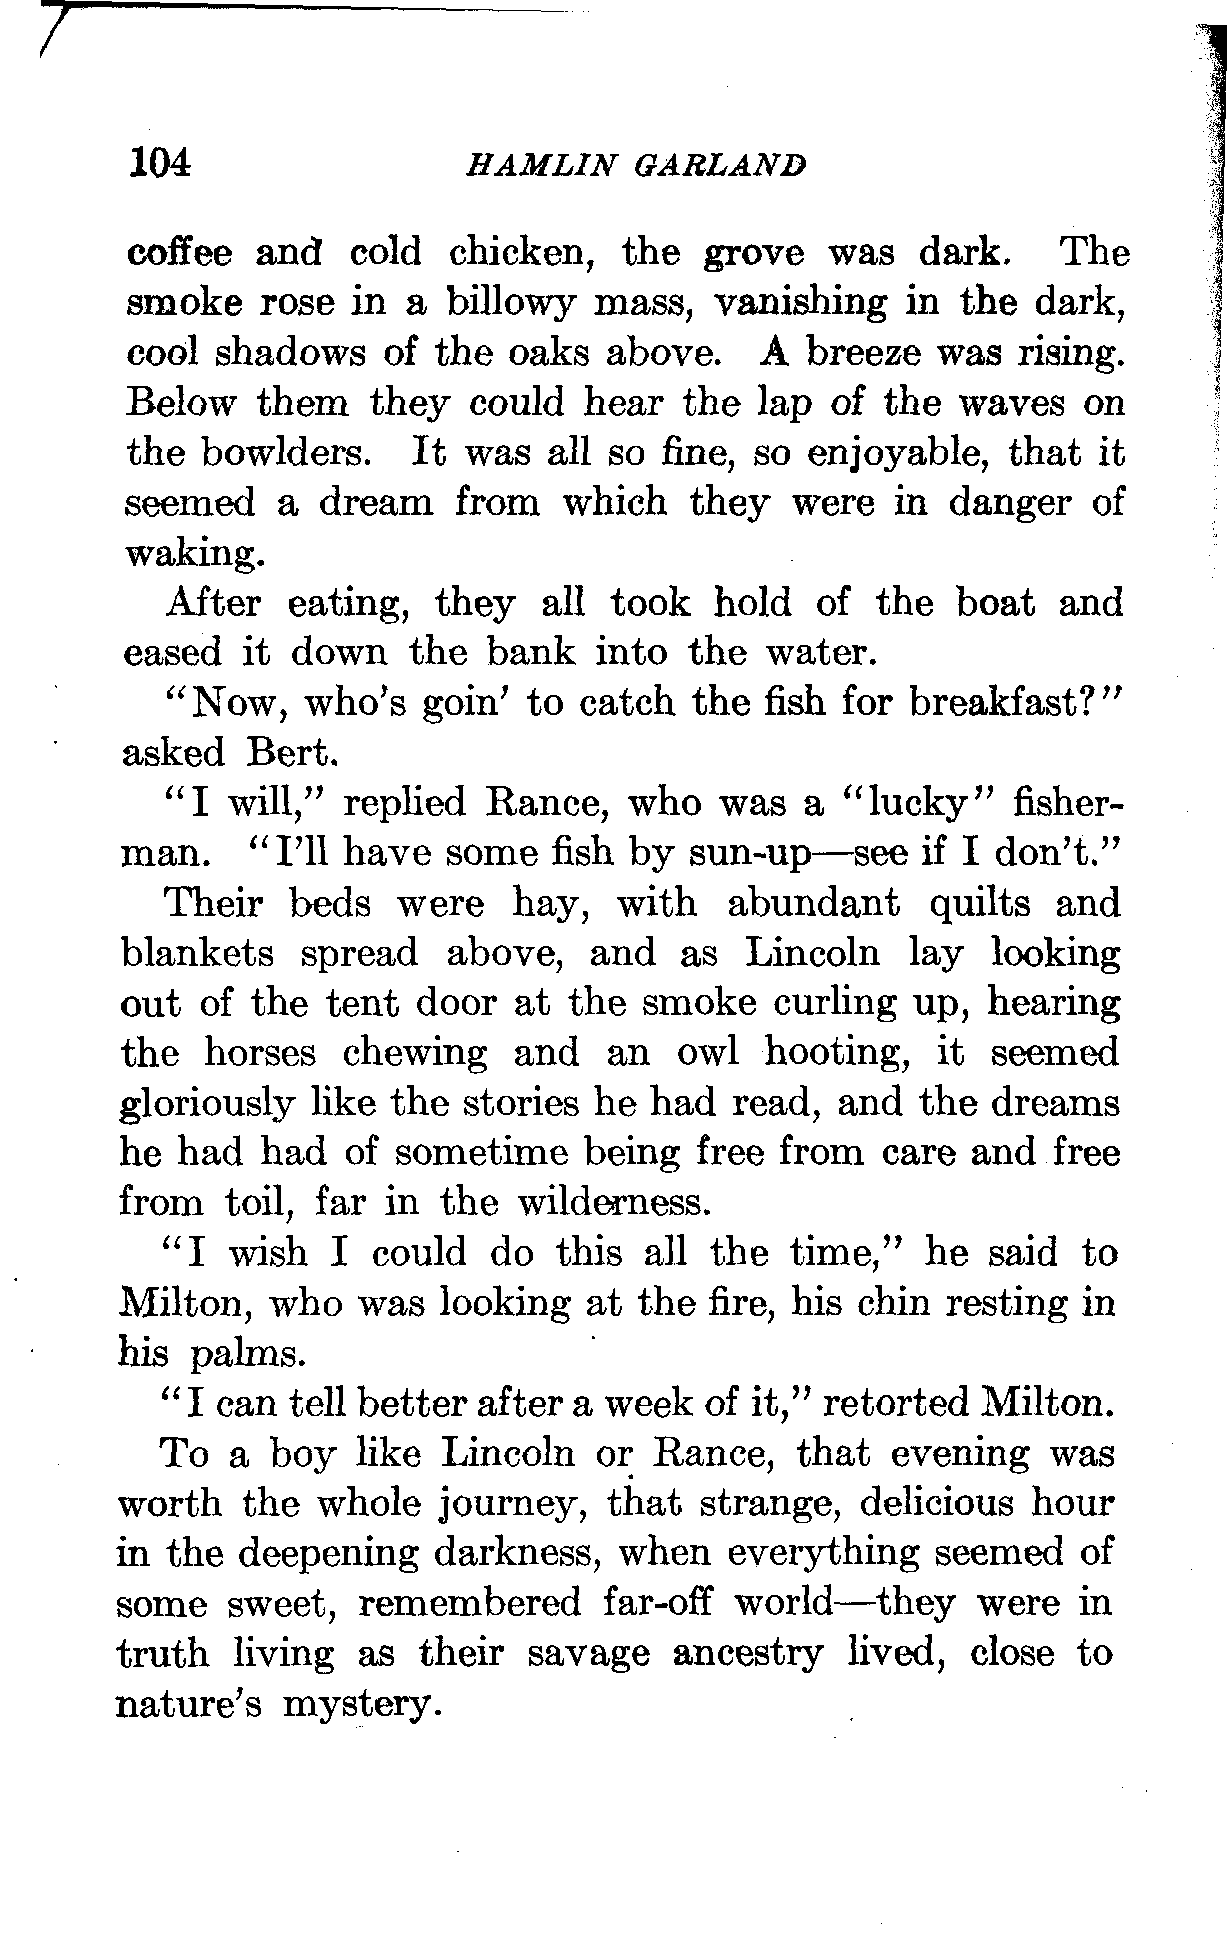 104 HAMLIN GARLAND
coffee and cold chicken, the grove was dark. The
smoke rose in a billowy mass, vanishing in the dark,
cool shadows of the oaks above. A breeze was rising.
Below them they could hear the lap of the waves on
the bowlders. It was all so fine, so enjoyable, that it
seemed a dream from which they were in danger of
waking.
After eating, they all took hold of the boat and
eased it down the bank into the water.
"Now, who's goin' to catch the fish for breakfast?"
asked Bert.
"I will," replied Rance, who was a "lucky" fisher-
man. "I'll have some fish by sun-up—see if I don't."
Their beds were hay, with abundant quilts and
blankets spread above, and as Lincoln lay looking
out of the tent door at the smoke curling up, hearing
the horses chewing and an owl hooting, it seemed
gloriously like the stories he had read, and the dreams
he had had of sometime being free from care and free
from toil, far in the wilderness.
"I wish I could do this all the time," he said to
Milton, who was looking at the fire, his chin resting in
his palms.
"I can tell better after a week of it," retorted Milton.
To a boy like Lincoln or Rance, that evening was
worth the whole journey, that strange, delicious hour
in the deepening darkness, when everything seemed of
some sweet, remembered far-off world—they were in
truth living as their savage ancestry lived, close to
nature's mystery.